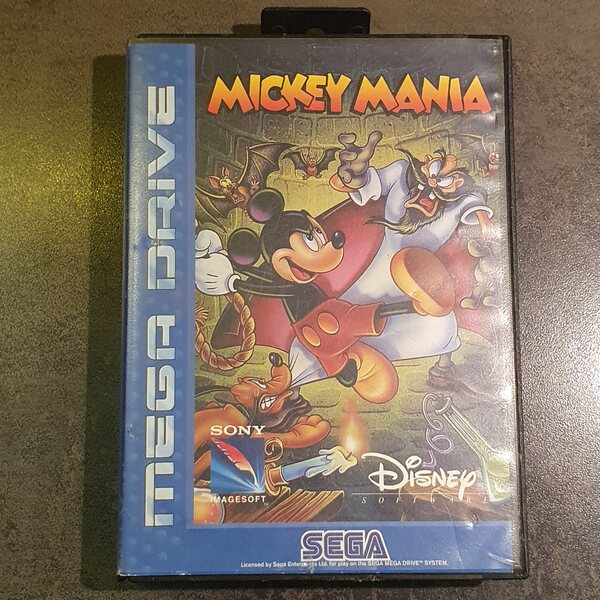 MICKEY MANIA
MEGA DRIVE
SONY
IMAGESOFT
Disney
SOFTWARE
SEGA
Licensed by Sega Enterprises Ltd. for play on the SEGA MEGA DRIVE™ SYSTEM.